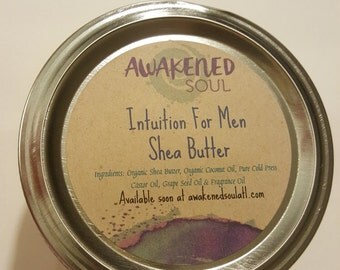 AWAKENED
SOUL
Intuition For Men
Shea Butter
Ingredients: Organic Shea Butter, Organic Coconut Oil, Pure Cold Press
Castor Oil, Grape Seed Oil & Fragrance Oil
Available soon at awakenedsoulatl.com